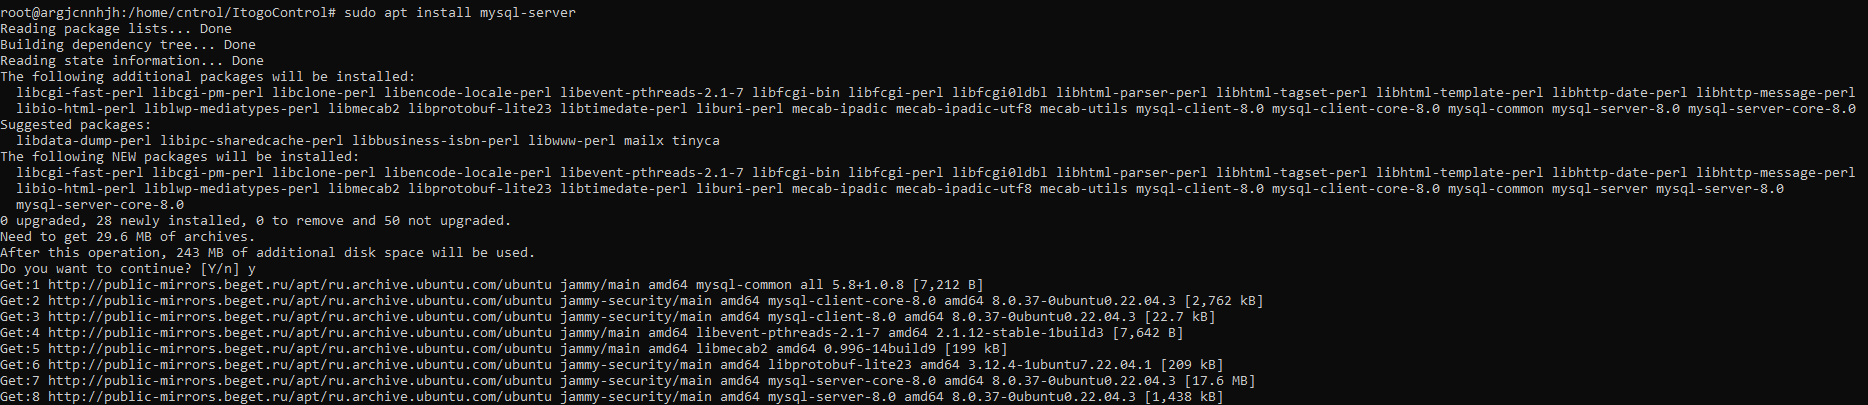 root@argjcnnhjh:/home/cntrol/ItogoControl# sudo apt install mysql-server
Reading package lists... Done
Building dependency tree... Done
Reading state information... Done
The following additional packages will be installed:
  libcgi-fast-perl libcgi-pm-perl libclone-perl libencode-locale-perl libevent-pthreads-2.1-7 libfcgi-bin libfcgi-perl libfcgi0ldbl libhtml-parser-perl libhtml-tagset-perl libhtml-template-perl libhttp-date-perl libhttp-message-perl
  libio-html-perl liblwp-mediatypes-perl libmecab2 libprotobuf-lite23 libtimedate-perl liburi-perl mecab-ipadic mecab-ipadic-utf8 mecab-utils mysql-client-8.0 mysql-client-core-8.0 mysql-common mysql-server-8.0 mysql-server-core-8.0
Suggested packages:
  libdata-dump-perl libipc-sharedcache-perl libbusiness-isbn-perl libwww-perl mailx tinyca
The following NEW packages will be installed:
  libcgi-fast-perl libcgi-pm-perl libclone-perl libencode-locale-perl libevent-pthreads-2.1-7 libfcgi-bin libfcgi-perl libfcgi0ldbl libhtml-parser-perl libhtml-tagset-perl libhtml-template-perl libhttp-date-perl libhttp-message-perl
  libio-html-perl liblwp-mediatypes-perl libmecab2 libprotobuf-lite23 libtimedate-perl liburi-perl mecab-ipadic mecab-ipadic-utf8 mecab-utils mysql-client-8.0 mysql-client-core-8.0 mysql-common mysql-server mysql-server-8.0
  mysql-server-core-8.0
0 upgraded, 28 newly installed, 0 to remove and 50 not upgraded.
Need to get 29.6 MB of archives.
After this operation, 243 MB of additional disk space will be used.
Do you want to continue? [Y/n] y
Get:1 http://public-mirrors.beget.ru/apt/ru.archive.ubuntu.com/ubuntu jammy/main amd64 mysql-common all 5.8+1.0.8 [7,212 B]
Get:2 http://public-mirrors.beget.ru/apt/ru.archive.ubuntu.com/ubuntu jammy-security/main amd64 mysql-client-core-8.0 amd64 8.0.37-0ubuntu0.22.04.3 [2,762 kB]
Get:3 http://public-mirrors.beget.ru/apt/ru.archive.ubuntu.com/ubuntu jammy-security/main amd64 mysql-client-8.0 amd64 8.0.37-0ubuntu0.22.04.3 [22.7 kB]
Get:4 http://public-mirrors.beget.ru/apt/ru.archive.ubuntu.com/ubuntu jammy/main amd64 libevent-pthreads-2.1-7 amd64 2.1.12-stable-1build3 [7,642 B]
Get:5 http://public-mirrors.beget.ru/apt/ru.archive.ubuntu.com/ubuntu jammy/main amd64 libmecab2 amd64 0.996-14build9 [199 kB]
Get:6 http://public-mirrors.beget.ru/apt/ru.archive.ubuntu.com/ubuntu jammy-security/main amd64 libprotobuf-lite23 amd64 3.12.4-1ubuntu7.22.04.1 [209 kB]
Get:7 http://public-mirrors.beget.ru/apt/ru.archive.ubuntu.com/ubuntu jammy-security/main amd64 mysql-server-core-8.0 amd64 8.0.37-0ubuntu0.22.04.3 [17.6 MB]
Get:8 http://public-mirrors.beget.ru/apt/ru.archive.ubuntu.com/ubuntu jammy-security/main amd64 mysql-server-8.0 amd64 8.0.37-0ubuntu0.22.04.3 [1,438 kB]